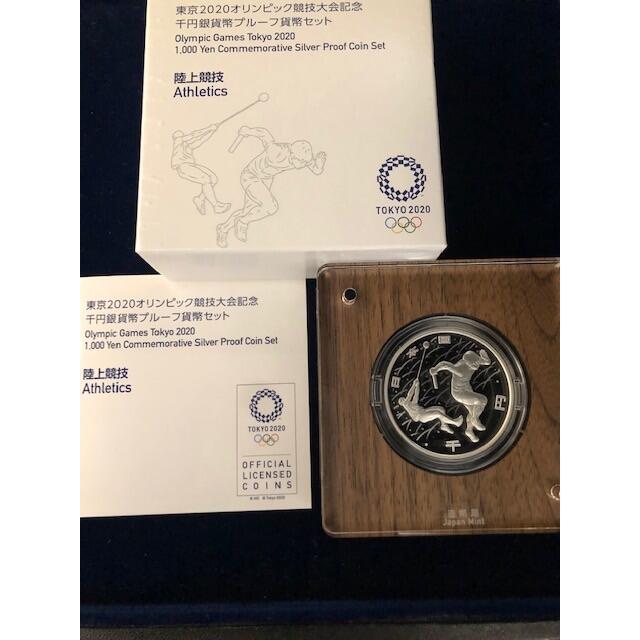 東京2020オリンピック競技大会記念
千円銀貨幣プルーフ貨幣セット
Olympic Games Tokyo 2020
1,000 Yen Commemorative Silver Proof Coin Set
陸上競技
Athletics
TOKYO 2020
東京2020オリンピック競技大会記念
千円銀貨幣プルーフ貨幣セット
Olympic Games Tokyo 2020
1,000 Yen Commemorative Silver Proof Coin Set
陸上競技
Athletics
TOKYO 2020
OFFICIAL
LICENSED
COINS
日本国
千円
造幣局
Japan Mint